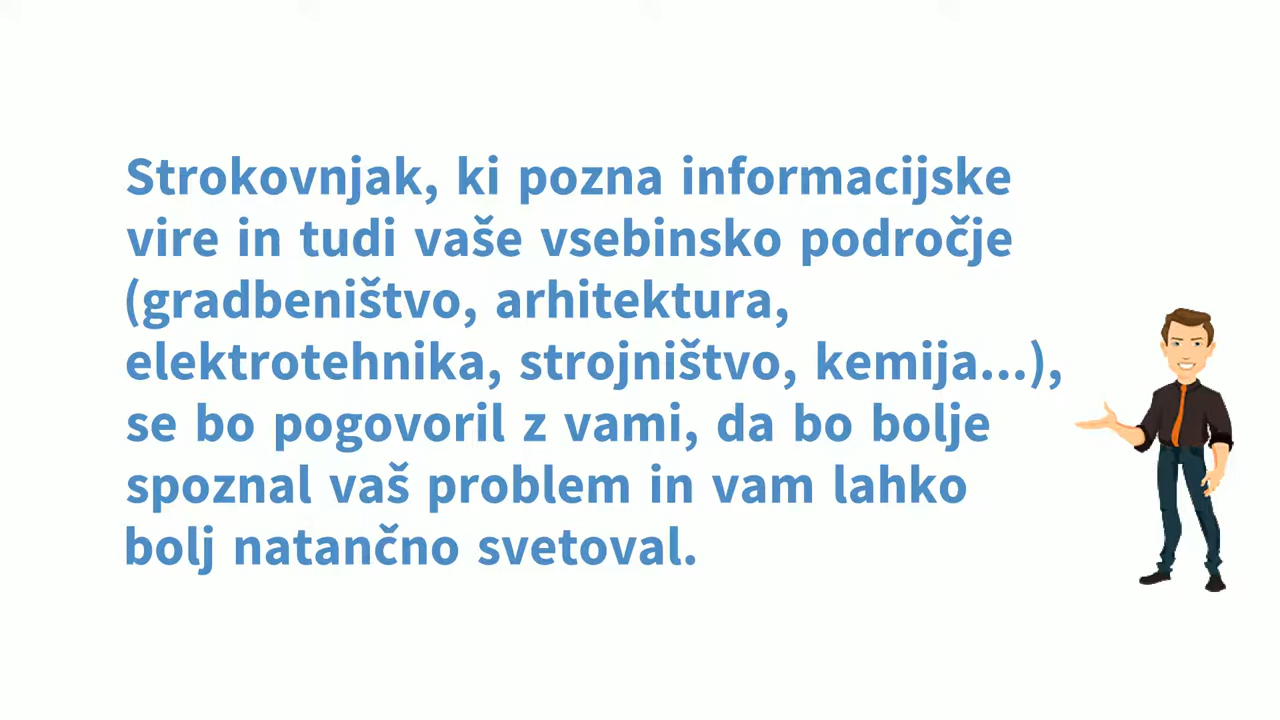 Strokovnjak, ki pozna informacijske
vire in tudi vaše vsebinsko področje
(gradbeništvo, arhitektura,
elektrotehnika, strojništvo, kemija...),
se bo pogovoril z vami, da bo bolje
spoznal vaš problem in vam lahko
bolj natančno svetoval.